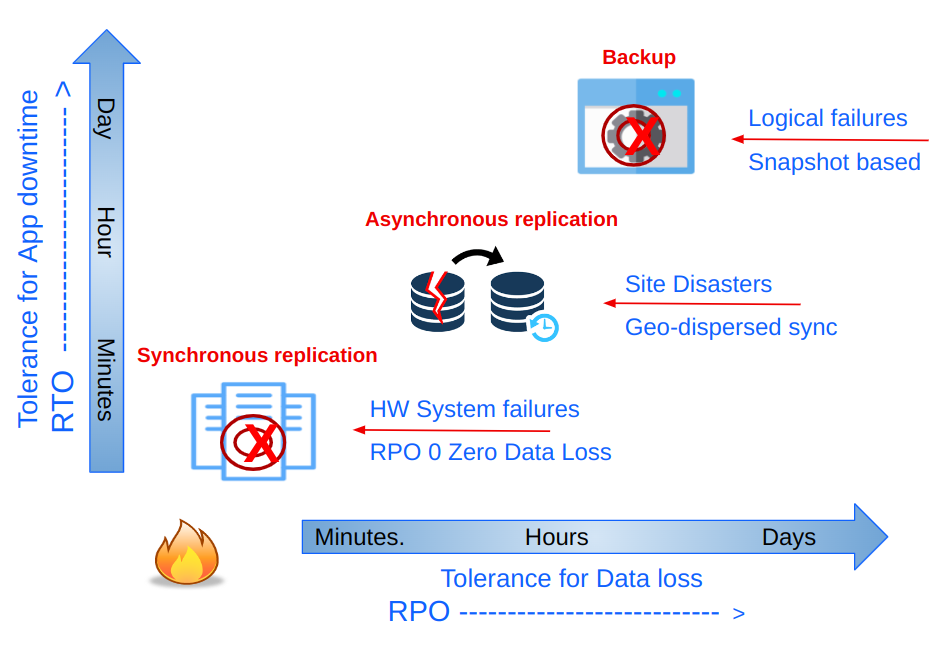 Backup
Logical failures
Snapshot based
Asynchronous replication
Site Disasters
Geo-dispersed sync
Synchronous replication
HW System failures
RPO 0 Zero Data Loss
Tolerance for App downtime
RTO ----------------------------- >
Day
Hour
Minutes
Minutes.
Hours
Days
Tolerance for Data loss
RPO ----------------------------- >
X
X